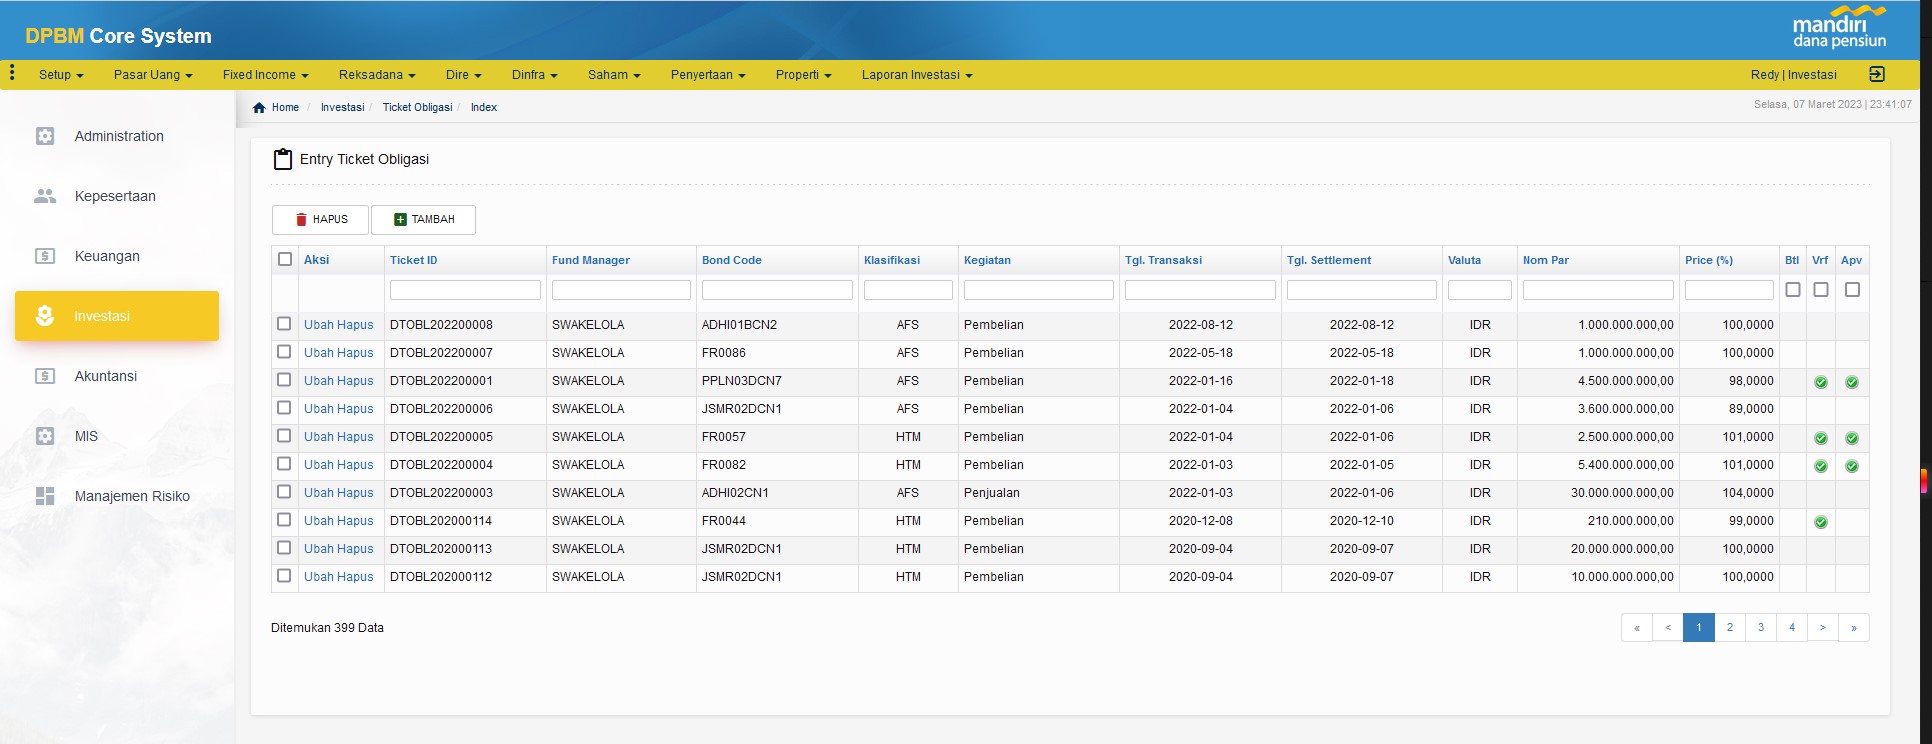 DPBM Core System
mandiri
dana pensiun
Setup Pasar Uang Fixed Income Reksadana Dire Dinfra Saham Penyertaan Properti Laporan Investasi Redy | Investasi
Home / Investasi / Ticket Obligasi / Index
Selasa, 07 Maret 2023 | 23:41:07
Administration
Kepesertaan
Keuangan
Investasi
Akuntansi
MIS
Manajemen Risiko
Entry Ticket Obligasi
HAPUS TAMBAH
Aksi Ticket ID Fund Manager Bond Code Klasifikasi Kegiatan Tgl. Transaksi Tgl. Settlement Valuta Nom Par Price (%) Btl Vrf Apv
Ubah Hapus DTOBL202200008 SWAKELOLA ADHI01BCN2 AFS Pembelian 2022-08-12 2022-08-12 IDR 1.000.000.000,00 100,0000
Ubah Hapus DTOBL202200007 SWAKELOLA FR0086 AFS Pembelian 2022-05-18 2022-05-18 IDR 1.000.000.000,00 100,0000
Ubah Hapus DTOBL202200001 SWAKELOLA PPLN03DCN7 AFS Pembelian 2022-01-16 2022-01-18 IDR 4.500.000.000,00 98,0000
Ubah Hapus DTOBL202200006 SWAKELOLA JSMR02DCN1 AFS Pembelian 2022-01-04 2022-01-06 IDR 3.600.000.000,00 89,0000
Ubah Hapus DTOBL202200005 SWAKELOLA FR0057 HTM Pembelian 2022-01-04 2022-01-06 IDR 2.500.000.000,00 101,0000
Ubah Hapus DTOBL202200004 SWAKELOLA FR0082 HTM Pembelian 2022-01-03 2022-01-05 IDR 5.400.000.000,00 101,0000
Ubah Hapus DTOBL202200003 SWAKELOLA ADHI02CN1 AFS Penjualan 2022-01-03 2022-01-06 IDR 30.000.000.000,00 104,0000
Ubah Hapus DTOBL202000114 SWAKELOLA FR0044 HTM Pembelian 2020-12-08 2020-12-10 IDR 210.000.000,00 99,0000
Ubah Hapus DTOBL202000113 SWAKELOLA JSMR02DCN1 HTM Pembelian 2020-09-04 2020-09-07 IDR 20.000.000.000,00 100,0000
Ubah Hapus DTOBL202000112 SWAKELOLA JSMR02DCN1 HTM Pembelian 2020-09-04 2020-09-07 IDR 10.000.000.000,00 100,0000
Ditemukan 399 Data
« < 1 2 3 4 > »